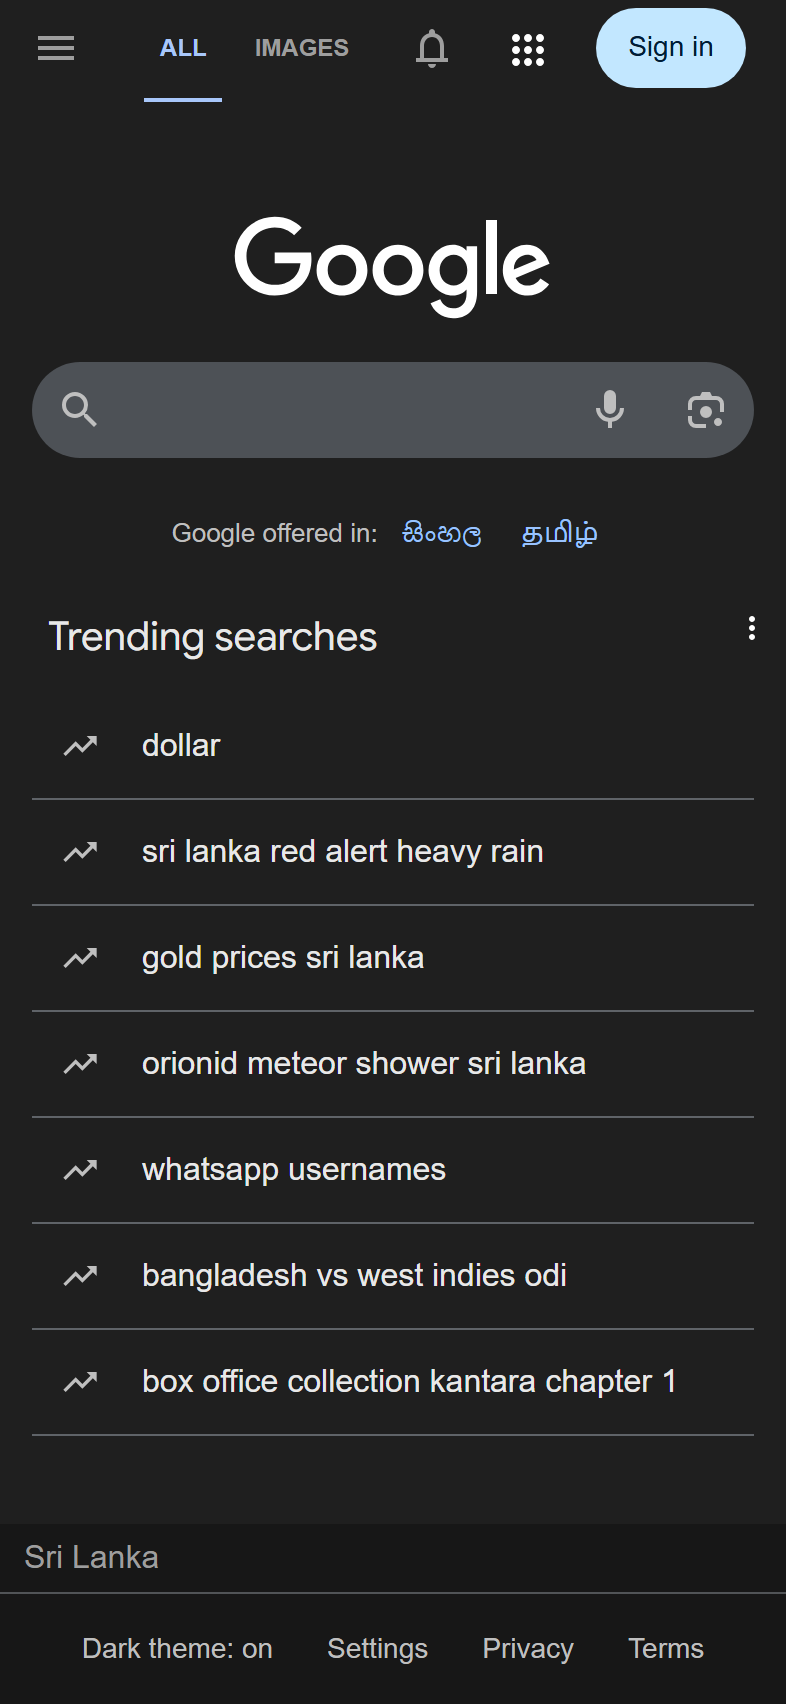 ALL IMAGES Sign in
Google
Google offered in: සිංහල தமிழ்
Trending searches
dollar
sri lanka red alert heavy rain
gold prices sri lanka
orionid meteor shower sri lanka
whatsapp usernames
bangladesh vs west indies odi
box office collection kantara chapter 1
Sri Lanka
Dark theme: on Settings Privacy Terms